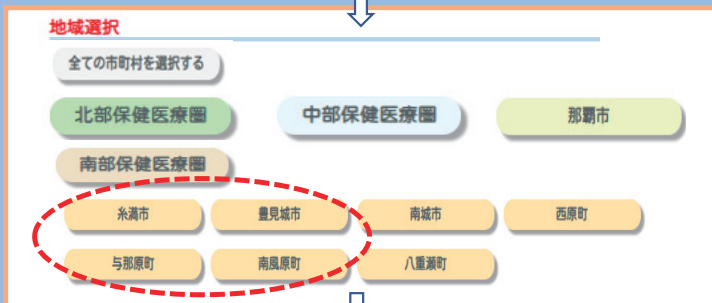 地域選択
全ての市町村を選択する
北部保健医療圏 中部保健医療圏 那覇市
南部保健医療圏
糸満市 豊見城市 南城市 西原町
与那原町 南風原町 八重瀬町